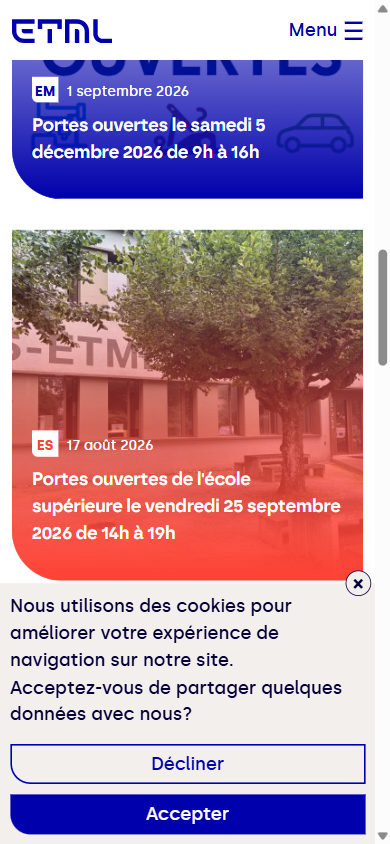 ETML
Menu
OUVERTES
EM 1 septembre 2026
Portes ouvertes le samedi 5
décembre 2026 de 9h à 16h
S-ETML
ES 17 août 2026
Portes ouvertes de l'école
supérieure le vendredi 25 septembre
2026 de 14h à 19h
Nous utilisons des cookies pour
améliorer votre expérience de
navigation sur notre site.
Acceptez-vous de partager quelques
données avec nous?
Décliner
Accepter